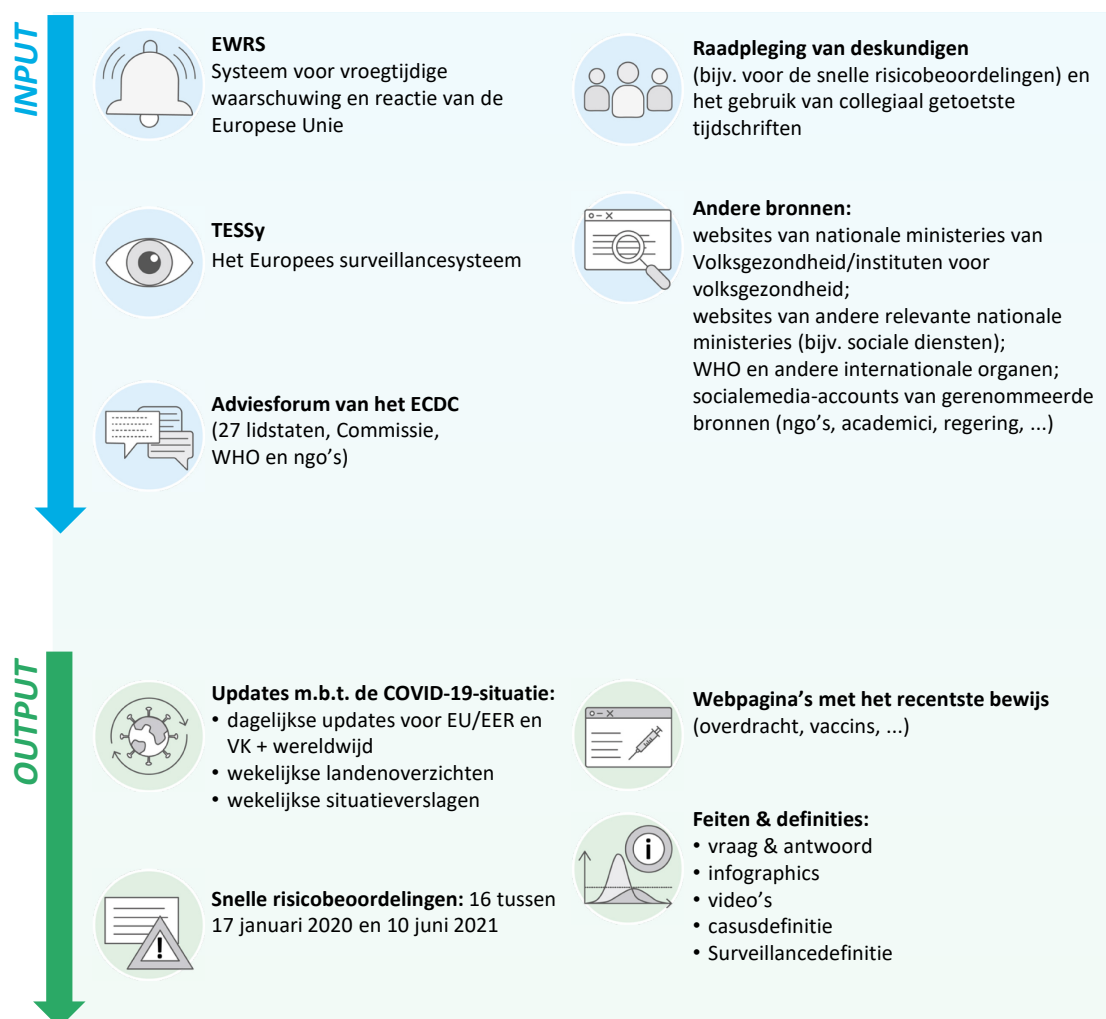 INPUT
EWRS
Systeem voor vroegtijdige
waarschuwing en reactie van de
Europese Unie
TESSy
Het Europees surveillancesysteem
Adviesforum van het ECDC
(27 lidstaten, Commissie,
WHO en ngo’s)
Raadpleging van deskundigen
(bijv. voor de snelle risicobeoordelingen) en
het gebruik van collegiaal getoetste
tijdschriften
Andere bronnen:
websites van nationale ministeries van
Volksgezondheid/instituten voor
volksgezondheid;
websites van andere relevante nationale
ministeries (bijv. sociale diensten);
WHO en andere internationale organen;
socialemedia-accounts van gerenommeerde
bronnen (ngo’s, academici, regering, ...)
OUTPUT
Updates m.b.t. de COVID-19-situatie:
• dagelijkse updates voor EU/EER en
VK + wereldwijd
• wekelijkse landenoverzichten
• wekelijkse situatieverslagen
Snelle risicobeoordelingen: 16 tussen
17 januari 2020 en 10 juni 2021
Webpagina’s met het recentste bewijs
(overdracht, vaccins, ...)
Feiten & definities:
• vraag & antwoord
• infographics
• video’s
• casusdefinitie
• Surveillancedefinitie